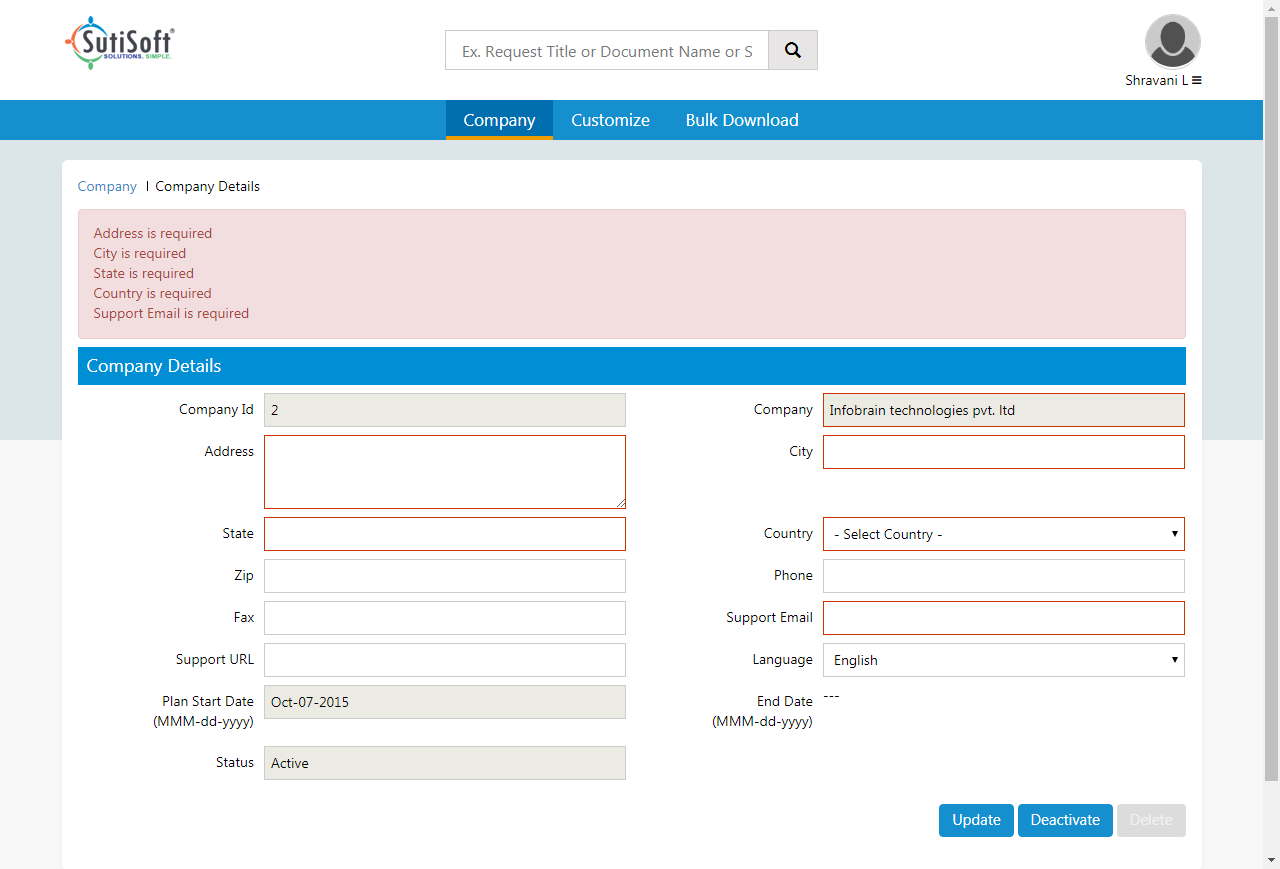 SutiSoft®
SOLUTIONS. SIMPLE.
Ex. Request Title or Document Name or S
Shravani L
Company Customize Bulk Download
Company I Company Details
Address is required
City is required
State is required
Country is required
Support Email is required
Company Details
Company Id 2 Company Infobrain technologies pvt. ltd
Address City
State Country - Select Country -
Zip Phone
Fax Support Email
Support URL Language English
Plan Start Date Oct-07-2015 End Date ---
(MMM-dd-yyyy) (MMM-dd-yyyy)
Status Active
Update Deactivate Delete